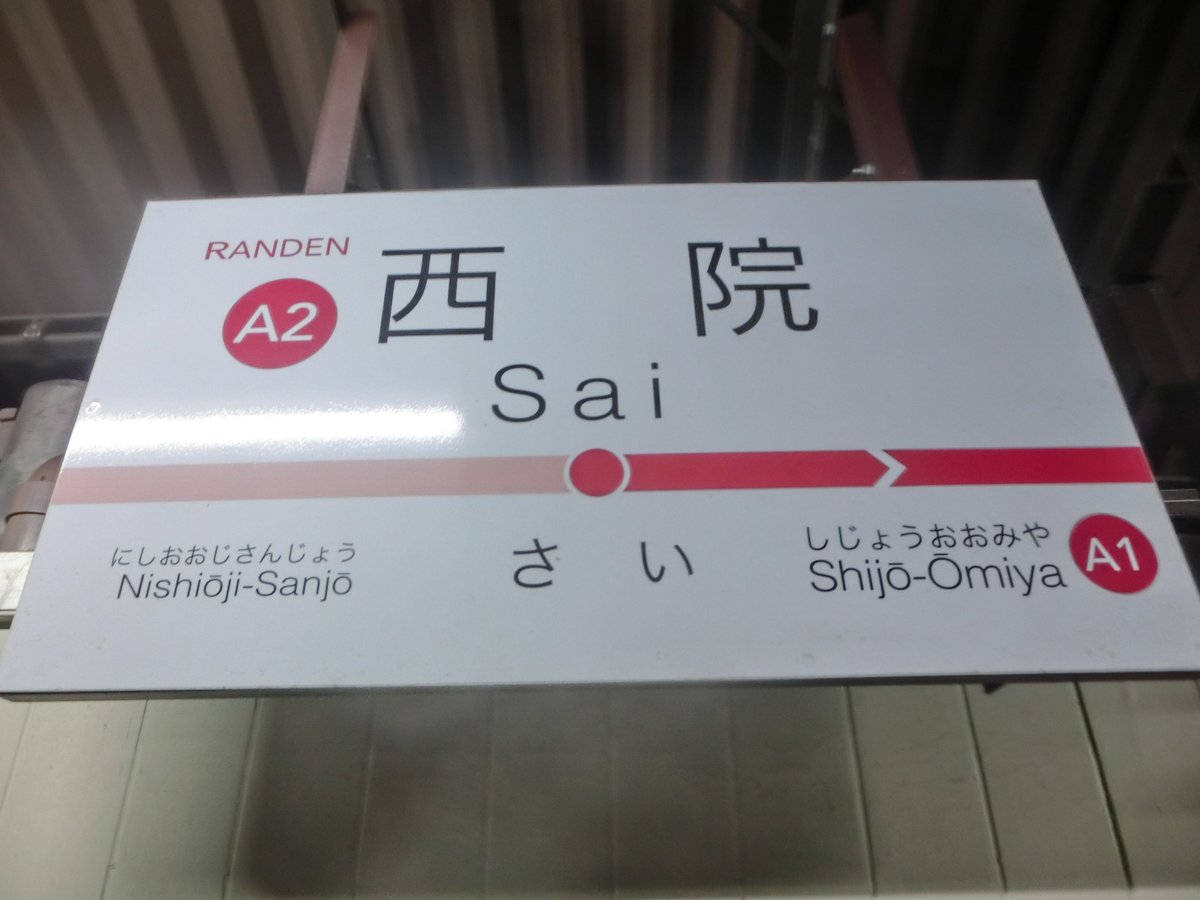 RANDEN
A2
西院
Sai
さい
にしおおじさんじょう
Nishiōji-Sanjō
しじょうおおみや
Shijō-Ōmiya
A1